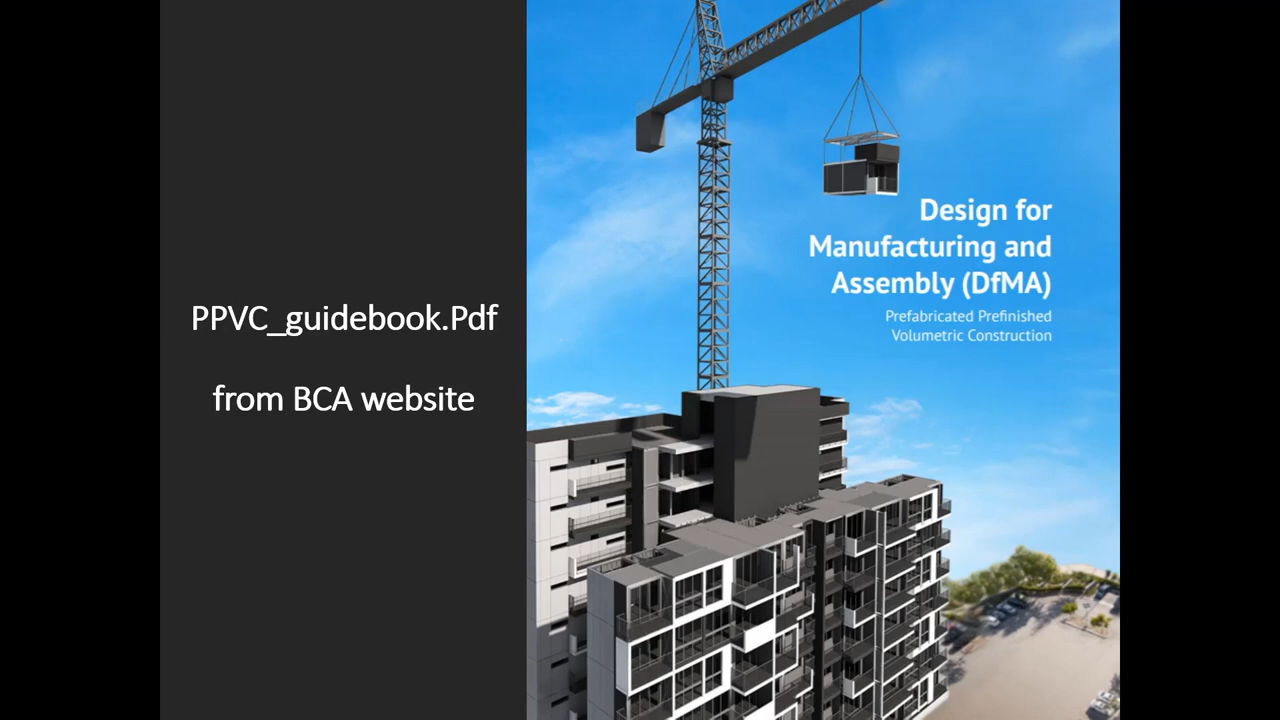 PPVC_guidebook.Pdf
from BCA website
Design for
Manufacturing and
Assembly (DfMA)
Prefabricated Prefinished
Volumetric Construction